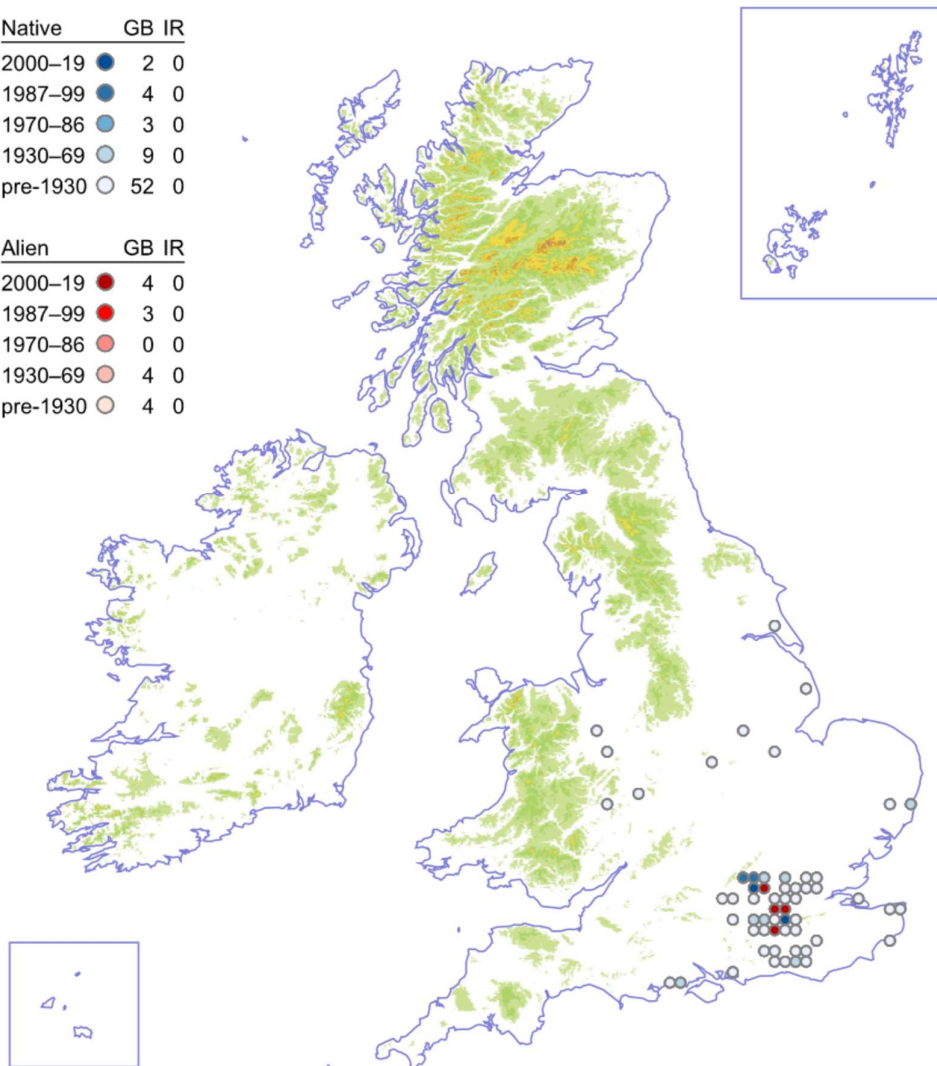 Native GB IR
2000–19 2 0
1987–99 4 0
1970–86 3 0
1930–69 9 0
pre-1930 52 0
Alien GB IR
2000–19 4 0
1987–99 3 0
1970–86 0 0
1930–69 4 0
pre-1930 4 0